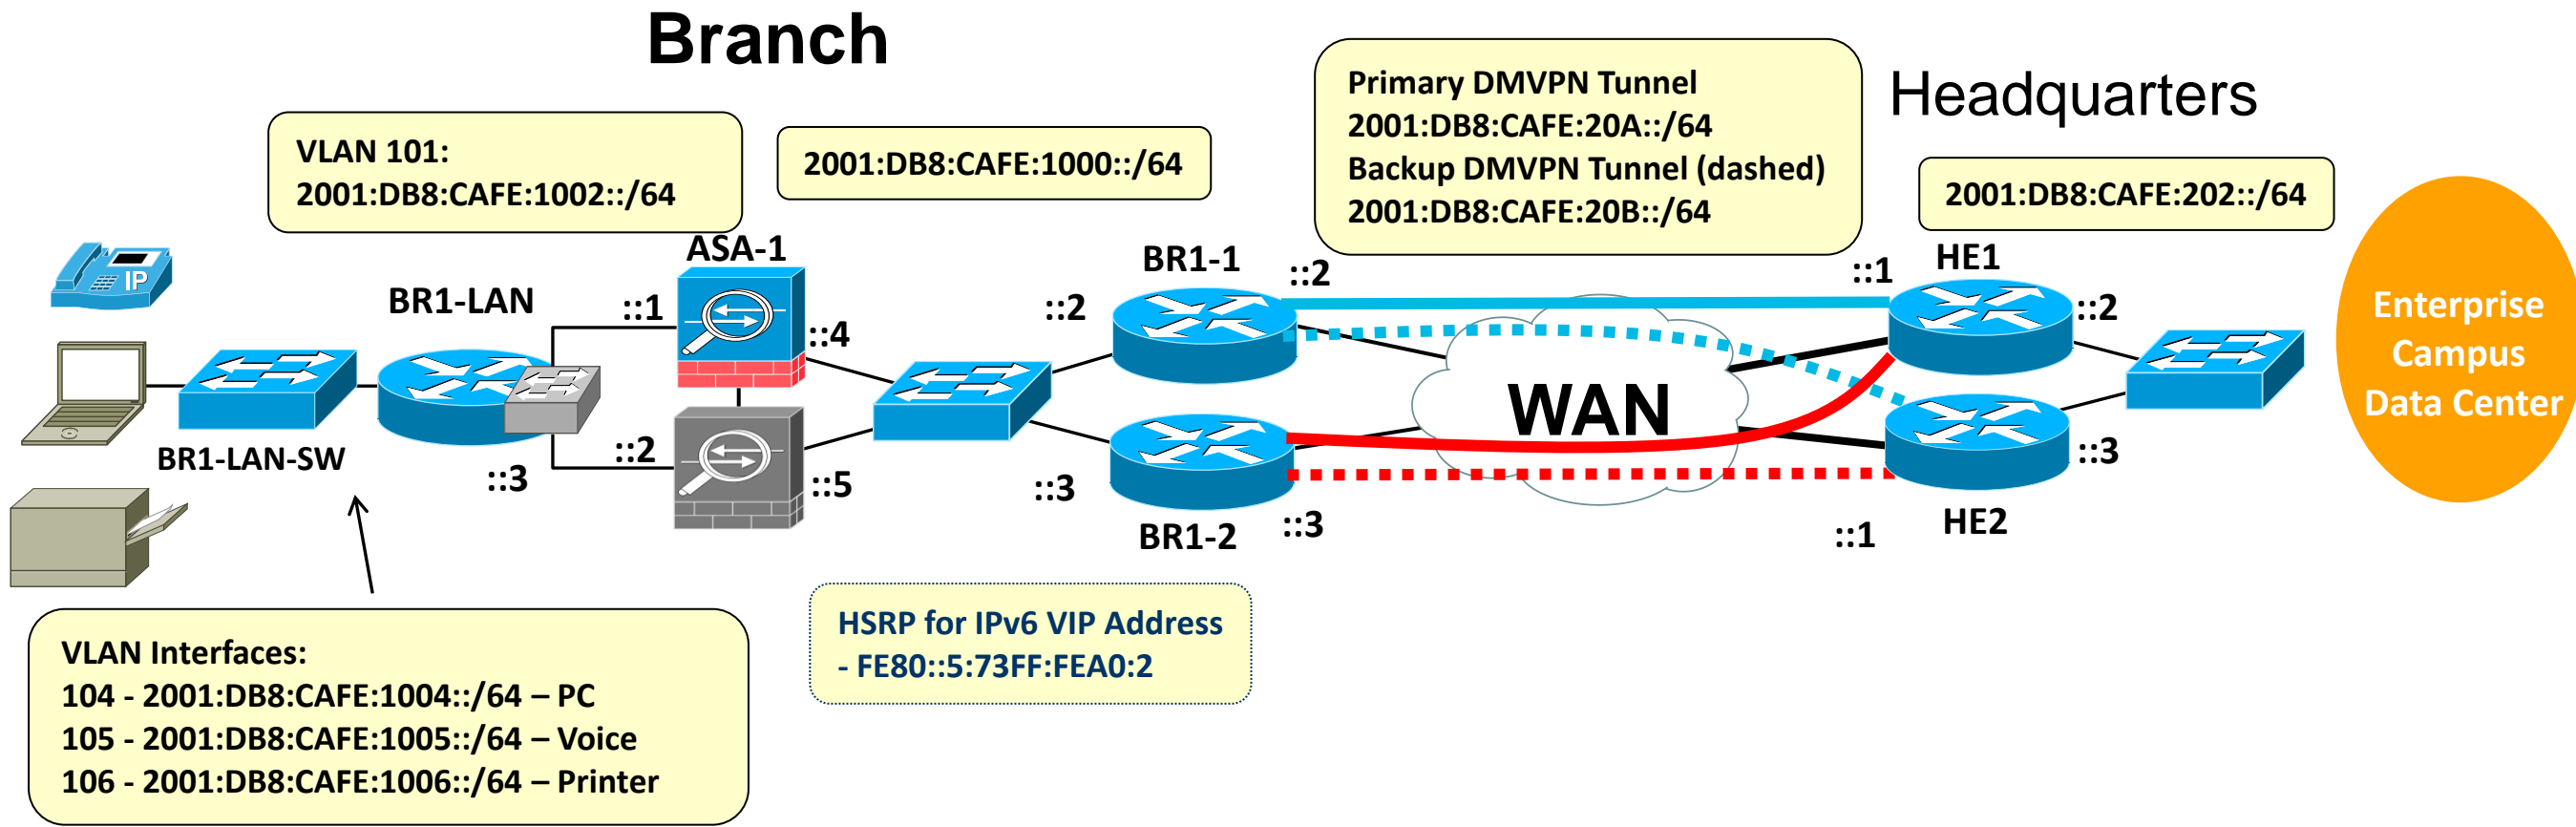 Branch
Headquarters
Primary DMVPN Tunnel
2001:DB8:CAFE:20A::/64
Backup DMVPN Tunnel (dashed)
2001:DB8:CAFE:20B::/64
VLAN 101:
2001:DB8:CAFE:1002::/64
2001:DB8:CAFE:1000::/64
2001:DB8:CAFE:202::/64
ASA-1
BR1-1
HE1
::2
::1
IP
BR1-LAN
::1
::2
::2
::4
Enterprise
Campus
Data Center
WAN
BR1-LAN-SW
::3
::2
::5
::3
::3
BR1-2
::3
::1
HE2
HSRP for IPv6 VIP Address
- FE80::5:73FF:FEA0:2
VLAN Interfaces:
104 - 2001:DB8:CAFE:1004::/64 – PC
105 - 2001:DB8:CAFE:1005::/64 – Voice
106 - 2001:DB8:CAFE:1006::/64 – Printer